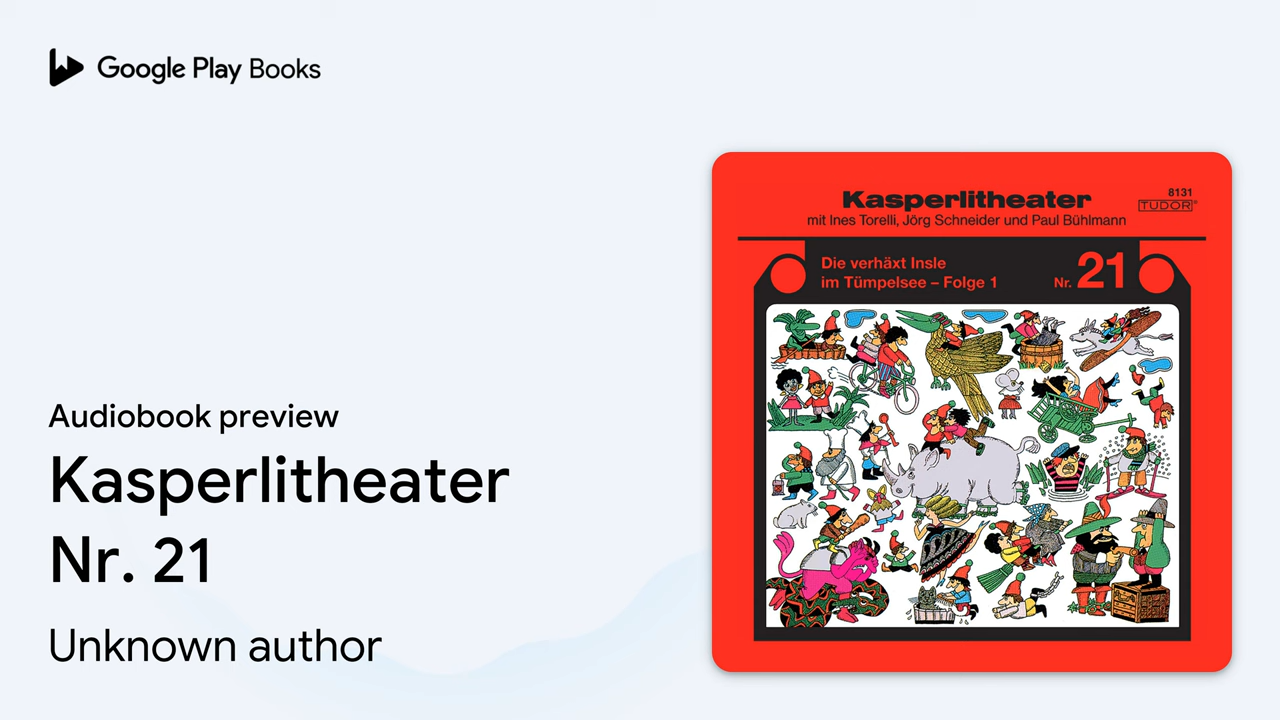 Google Play Books
Audiobook preview
Kasperlitheater
Nr. 21
Unknown author
Kasperlitheater
8131
TUDOR®
mit Ines Torelli, Jörg Schneider und Paul Bühlmann
Die verhäxt Insle
im Tümpelsee – Folge 1
Nr. 21